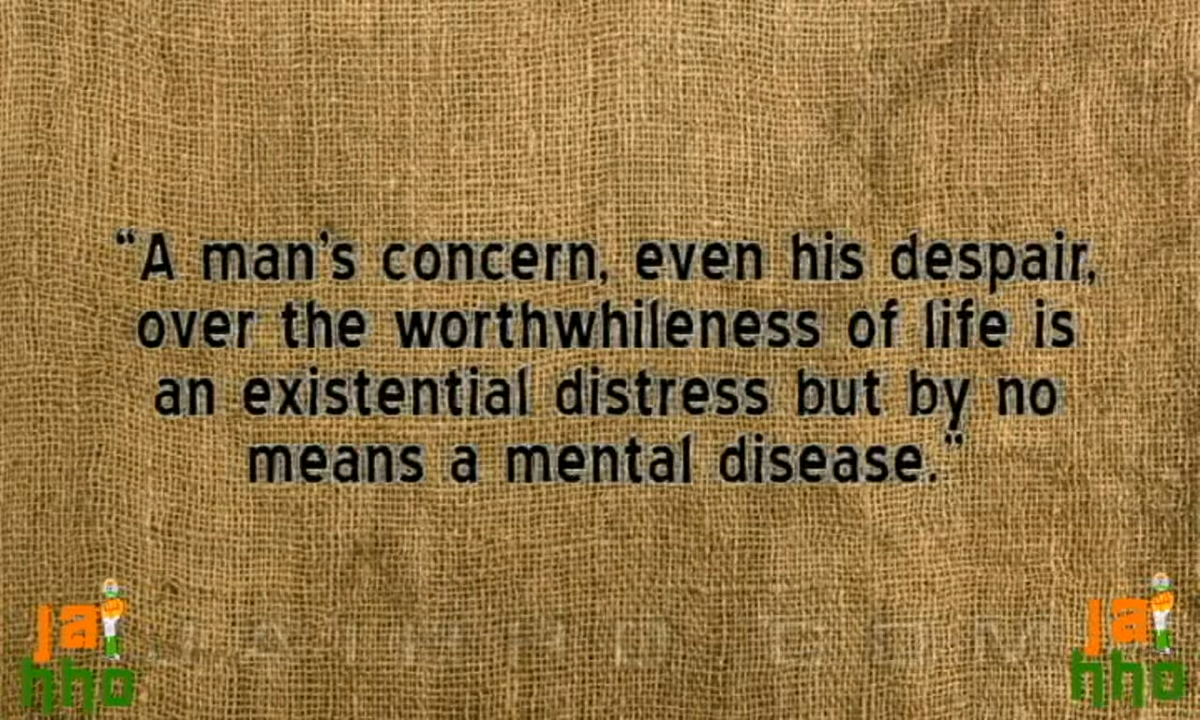 “A man’s concern, even his despair,
over the worthwhileness of life is
an existential distress but by no
means a mental disease.”
jai
hho
jai
hho